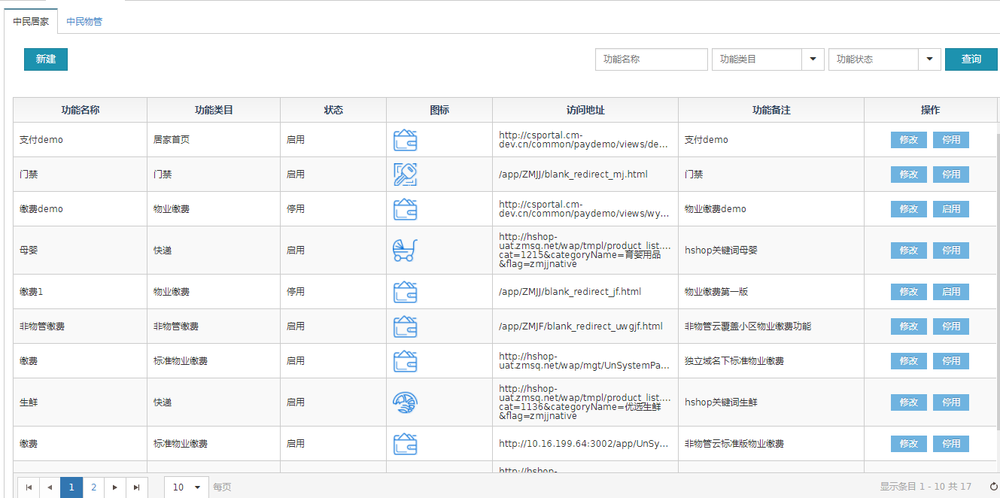 中民居家 中民物管
新建 功能名称 功能类目 功能状态 查询
功能名称 功能类目 状态 图标 访问地址 功能备注 操作
支付demo 居家首页 启用 http://csportal.cm-
dev.cn/common/paydemo/views/de... 支付demo 修改 停用
门禁 门禁 启用 /app/ZMJJ/blank_redirect_mj.html 门禁 修改 停用
缴费demo 物业缴费 停用 http://csportal.cm-
dev.cn/common/paydemo/views/wy... 物业缴费demo 修改 启用
母婴 快递 启用 http://hshop-
uat.zmsq.net/wap/tmpl/product_list....
cat=1215&categoryName=育婴用品
&flag=zmjjnative hshop关键词母婴 修改 停用
缴费1 物业缴费 停用 /app/ZMJJ/blank_redirect_jf.html 物业缴费第一版 修改 启用
非物管缴费 非物管缴费 启用 /app/ZMJF/blank_redirect_uwgjf.html 非物管云覆盖小区物业缴费功能 修改 停用
缴费 标准物业缴费 启用 http://hshop-
uat.zmsq.net/wap/mgt/UnSystemPa... 独立域名下标准物业缴费 修改 停用
生鲜 快递 启用 http://hshop-
uat.zmsq.net/wap/tmpl/product_list....
cat=1136&categoryName=优选生鲜
&flag=zmjjnative hshop关键词生鲜 修改 停用
缴费 标准物业缴费 启用 http://10.16.199.64:3002/app/UnSy... 非物管云标准版物业缴费 修改 停用
http://hshop-
1 2 10 每页 显示条目 1 - 10 共 17